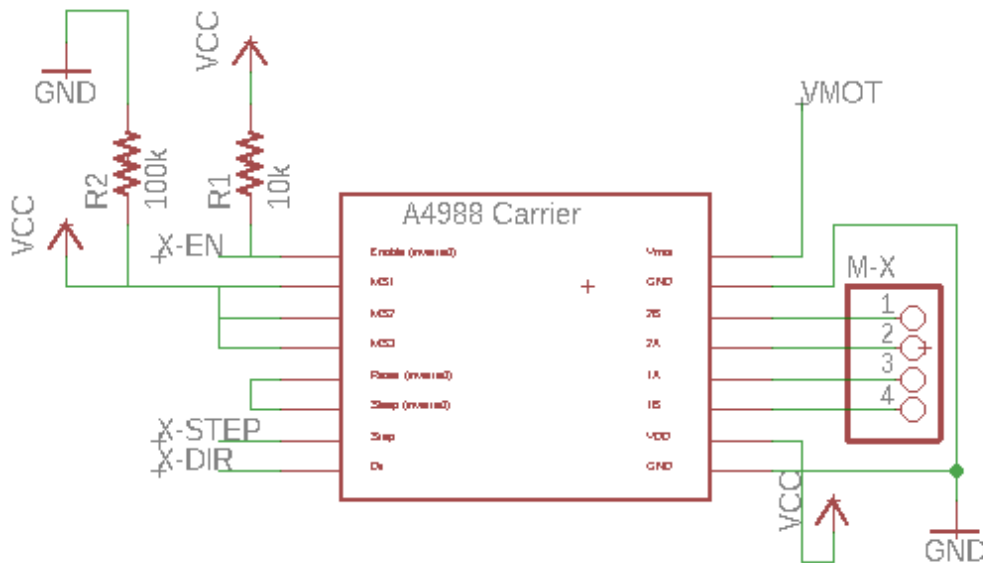 GND
VCC
R2
100k
VCC
R1
10k
VMOT
A4988 Carrier
X-EN
Enable (inverted)
MS1
MS2
MS3
Reset (inverted)
Sleep (inverted)
X-STEP
Step
X-DIR
Dir
Vmot
GND
2B
2A
1A
1B
VDD
GND
M-X
1
2
3
4
VCC
GND